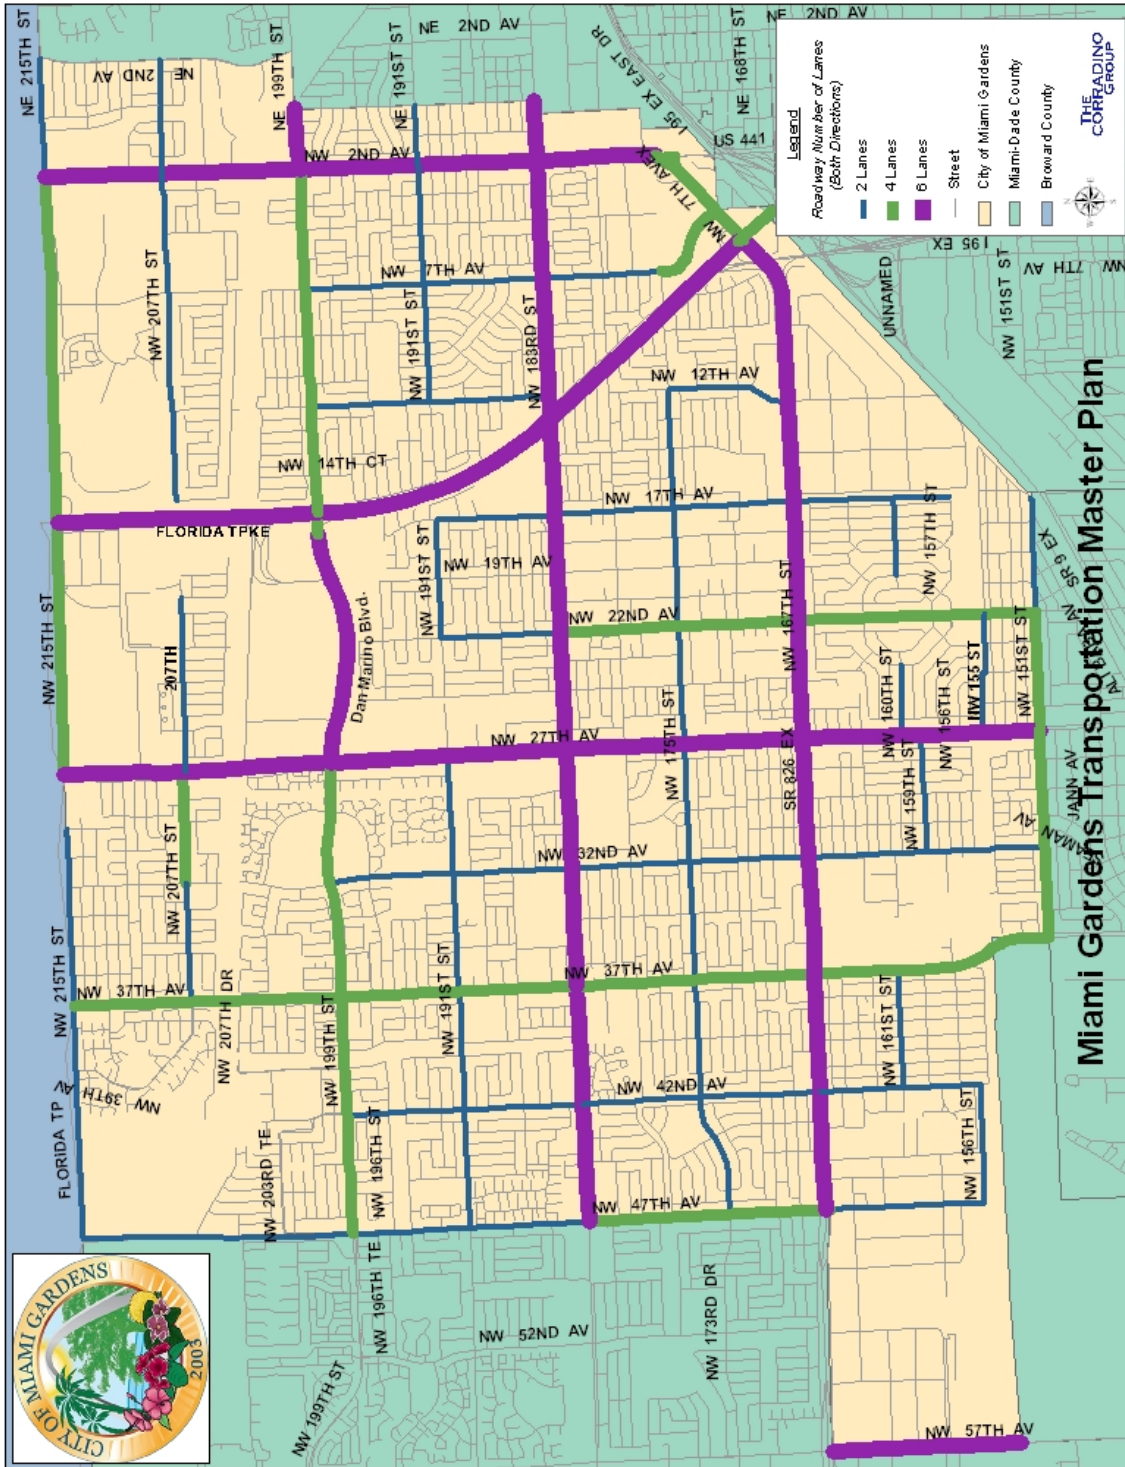 CITY OF MIAMI GARDENS
2003
Miami Gardens Transportation Master Plan
Legend
Roadway Number of Lanes
(Both Directions)
2 Lanes
4 Lanes
6 Lanes
Street
City of Miami Gardens
Miami-Dade County
Broward County
THE
CORRADINO
GROUP
N
E
S
W
FLORIDA TP
NW 215TH ST
NW 215TH ST
NE 215TH ST
NW 39TH AV
NW 37TH AV
NW 207TH DR
NW 207TH ST
207TH
NW 207TH ST
NE 2ND AV
FLORIDA TPKE
NW 203RD TE
NW 199TH ST
NW 199TH ST
NE 199TH ST
NW 14TH CT
NW 2ND AV
Dan Marino Blvd.
NW 196TH TE
NW 196TH ST
NW 191ST ST
NW 191ST ST
NW 191ST ST
NE 191ST ST
NE 2ND AV
NW 7TH AV
NW 19TH AV
NW 27TH AV
NW 52ND AV
NW 183RD ST
NW 32ND AV
NW 37TH AV
NW 22ND AV
NW 17TH AV
NW 12TH AV
NW 47TH AV
NW 42ND AV
NW 175TH ST
NW 173RD DR
NW 7TH AVEX
I 95 EX EAST DR
US 441
NE 168TH ST
NE 2ND AV
SR 826 EX
NW 167TH ST
UNNAMED
I 95 EX
NW 161ST ST
NW 160TH ST
NW 159TH ST
NW 157TH ST
NW 156TH ST
NW 156TH ST
NW 155 ST
NW 151ST ST
NW 151ST ST
NW 7TH AV
NW 57TH AV
JANN AV
SR 9 EX